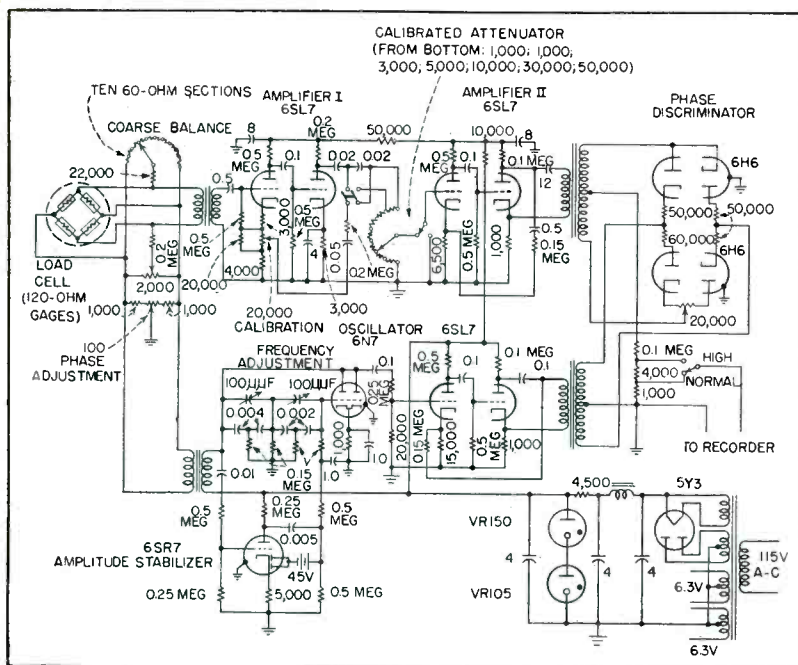 CALIBRATED ATTENUATOR
(FROM BOTTOM: 1,000; 1,000;
3,000; 5,000; 10,000; 30,000; 50,000)
TEN 60-OHM SECTIONS
COARSE BALANCE
AMPLIFIER I
6SL7
AMPLIFIER II
6SL7
PHASE
DISCRIMINATOR
0.2
MEG
50,000
10,000
8
8
22,000
0.5
MEG
0.1
0.02
0.02
0.5
MEG
0.1
0.1
MEG
12
6H6
0.5
3,000
0.5
MEG
50,000
50,000
60,000
6H6
0.5
MEG
0.2
MEG
4
0.05
0.2 MEG
6,500
0.5 MEG
1,000
0.5
0.15
MEG
LOAD
CELL
(120-OHM
GAGES)
2,000
20,000
4,000
1,000
1,000
20,000
3,000
20,000
100
PHASE
ADJUSTMENT
CALIBRATION
OSCILLATOR
6N7
6SL7
FREQUENCY
ADJUSTMENT
0.1
0.5
MEG
0.1
0.1 MEG
0.1
0.1 MEG
HIGH
4,000
NORMAL
1,000
100μμF
100μμF
0.25
MEG
0.004
0.002
1,000
20,000
0.15 MEG
15,000
0.5
MEG
1,000
TO RECORDER
0.01
0.15
MEG
1.0
1.0
0.5
MEG
0.25
MEG
0.5
MEG
0.005
4,500
5Y3
VR150
6SR7
AMPLITUDE STABILIZER
45V
4
4
4
115V
A-C
VR105
6.3V
0.25 MEG
5,000
0.5 MEG
6.3V